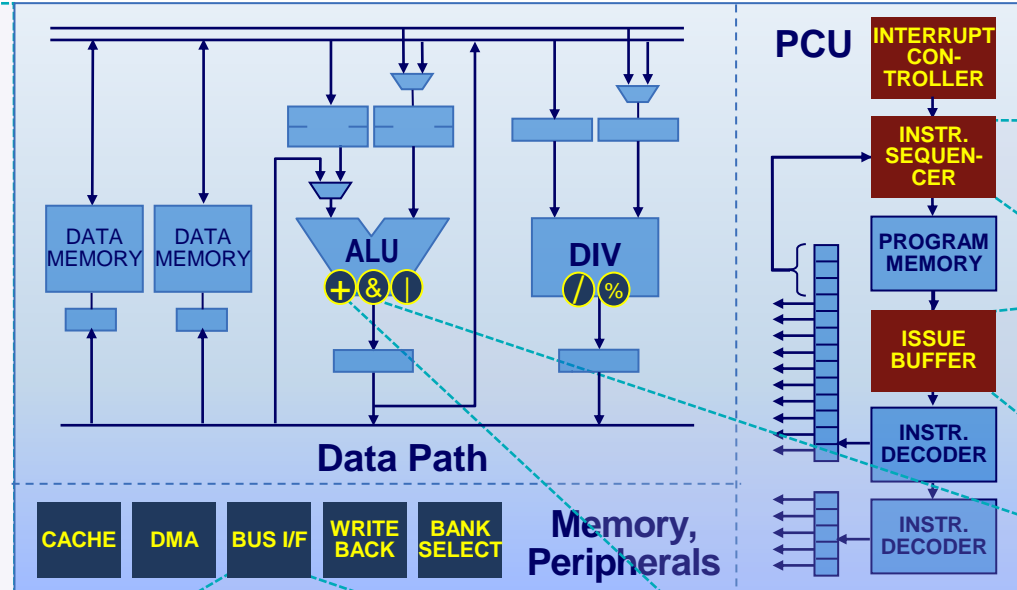 PCU
INTERRUPT
CON-
TROLLER
INSTR.
SEQUEN-
CER
PROGRAM
MEMORY
ISSUE
BUFFER
INSTR.
DECODER
INSTR.
DECODER
DATA
MEMORY
DATA
MEMORY
ALU
+ & |
DIV
/ %
Data Path
CACHE
DMA
BUS I/F
WRITE
BACK
BANK
SELECT
Memory,
Peripherals